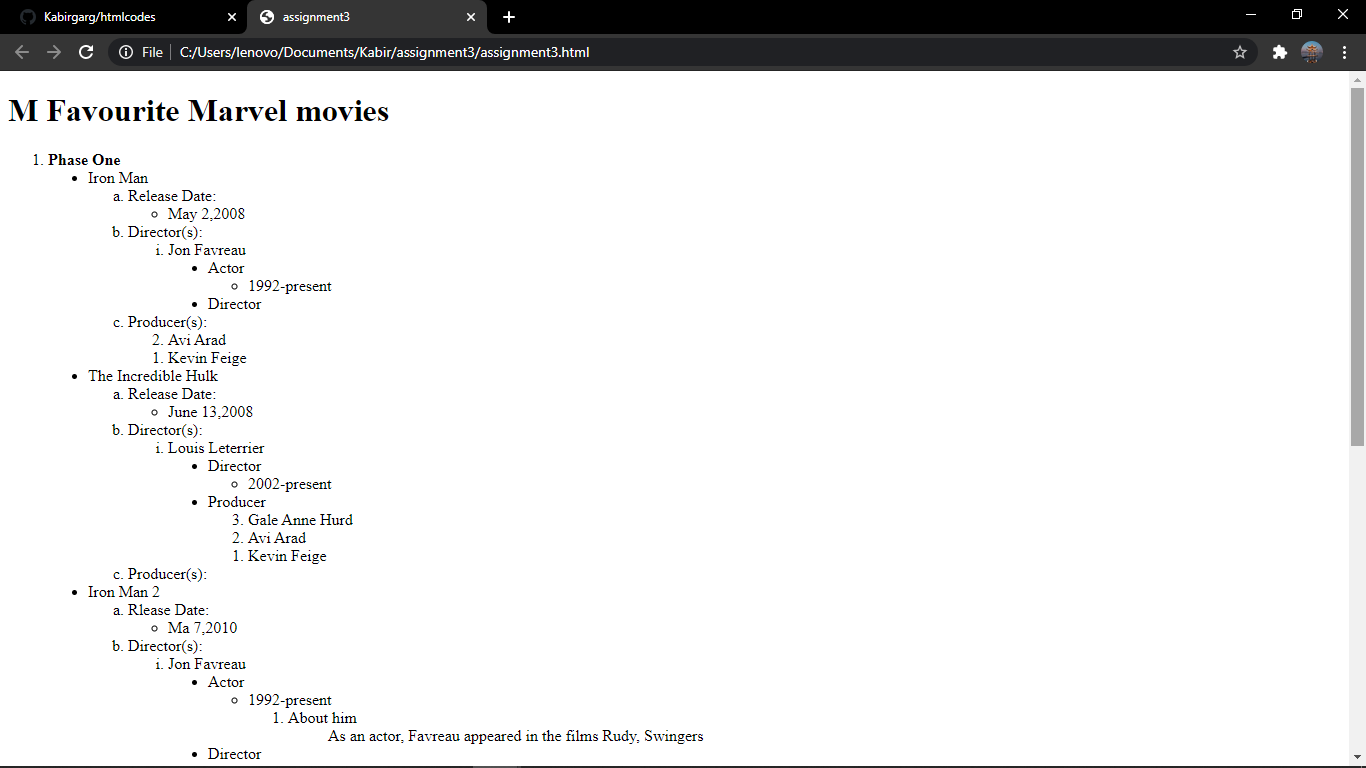 Kabirgarg/htmlcodes
assignment3
File C:/Users/lenovo/Documents/Kabir/assignment3/assignment3.html
M Favourite Marvel movies
1. Phase One
• Iron Man
a. Release Date:
◦ May 2,2008
b. Director(s):
i. Jon Favreau
• Actor
◦ 1992-present
• Director
c. Producer(s):
2. Avi Arad
1. Kevin Feige
• The Incredible Hulk
a. Release Date:
◦ June 13,2008
b. Director(s):
i. Louis Leterrier
• Director
◦ 2002-present
• Producer
3. Gale Anne Hurd
2. Avi Arad
1. Kevin Feige
c. Producer(s):
• Iron Man 2
a. Rlease Date:
◦ Ma 7,2010
b. Director(s):
i. Jon Favreau
• Actor
◦ 1992-present
1. About him
As an actor, Favreau appeared in the films Rudy, Swingers
• Director